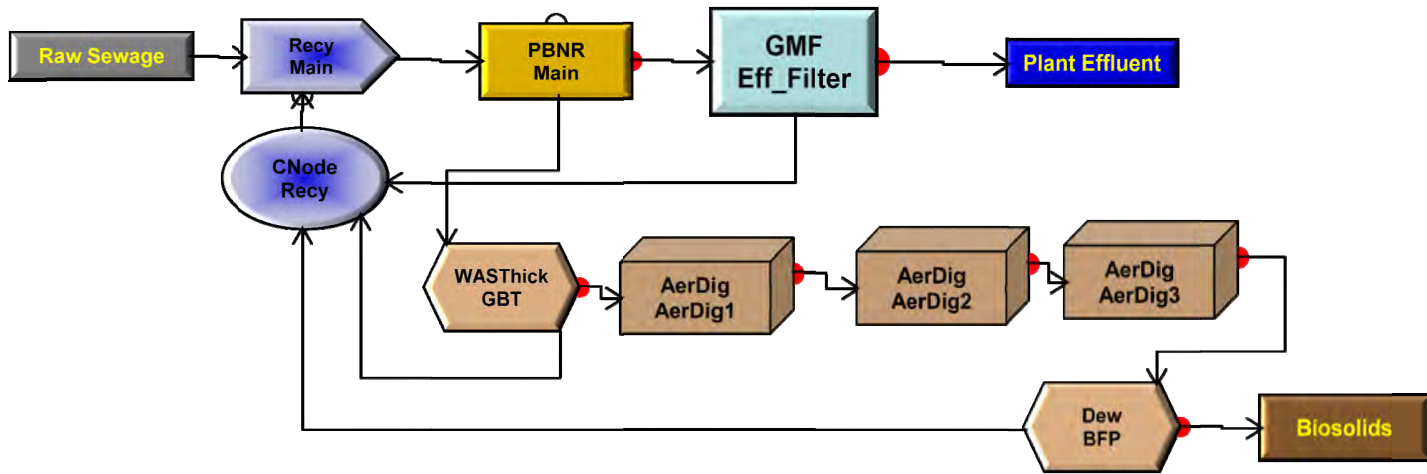 Raw Sewage
Recy
Main
PBNR
Main
GMF
Eff_Filter
Plant Effluent
CNode
Recy
WASThick
GBT
AerDig
AerDig1
AerDig
AerDig2
AerDig
AerDig3
Dew
BFP
Biosolids